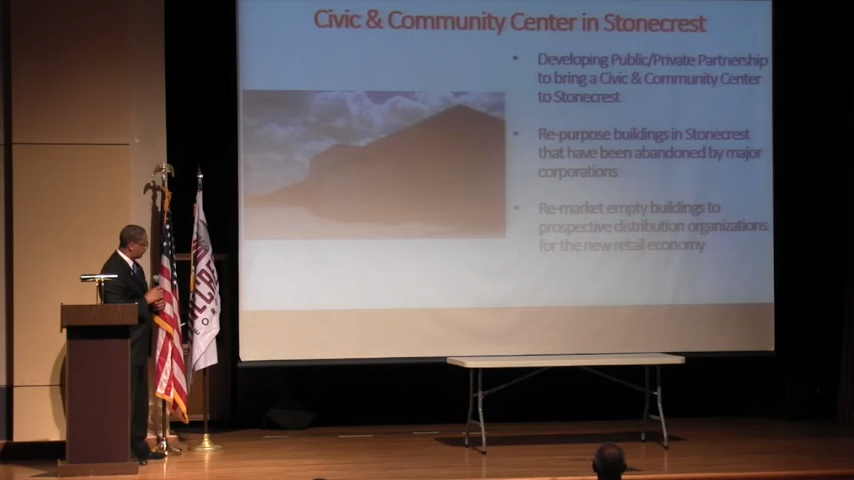 Civic & Community Center in Stonecrest
• Developing Public/Private Partnership
to bring a Civic & Community Center
to Stonecrest
• Re-purpose buildings in Stonecrest
that have been abandoned by major
corporations
• Re-market empty buildings to
prospective distribution organizations
for the new retail economy